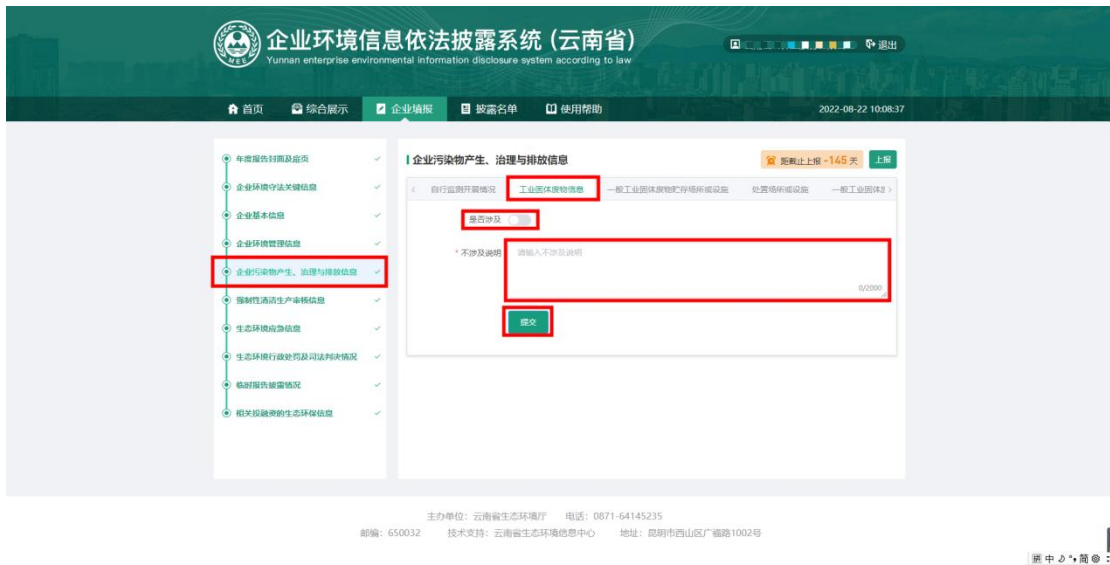 企业环境信息依法披露系统 (云南省)
Yunnan enterprise environmental information disclosure system according to law
退出
首页 综合展示 企业填报 披露名单 使用帮助 2022-08-22 10:08:37
年度报告封面及扉页
企业环境守法关键信息
企业基本信息
企业环境管理信息
企业污染物产生、治理与排放信息
强制性清洁生产审核信息
生态环境应急信息
生态环境行政处罚及司法判决情况
临时报告披露情况
相关投融资的生态环保信息
企业污染物产生、治理与排放信息 距截止上报 -145 天 上报
自行监测开展情况 工业固体废物信息 一般工业固体废物贮存场所或设施 处置场所或设施 一般工业固体
是否涉及
* 不涉及说明 请输入不涉及说明
0/2000
提交
主办单位: 云南省生态环境厅 电话: 0871-64145235
邮编: 650032 技术支持: 云南省生态环境信息中心 地址: 昆明市西山区广福路1002号
中 简